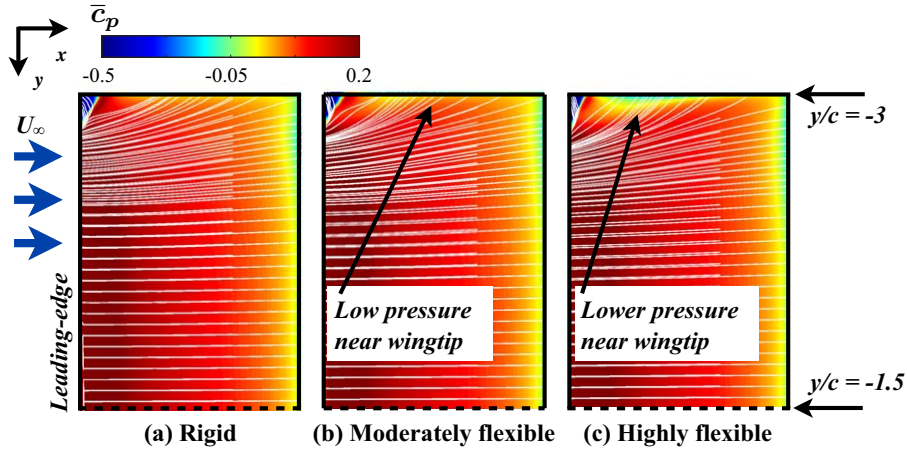 c̅ₚ
x
y
-0.5
-0.05
0.2
U∞
y/c = -3
Leading-edge
Low pressure
near wingtip
Lower pressure
near wingtip
y/c = -1.5
(a) Rigid
(b) Moderately flexible
(c) Highly flexible